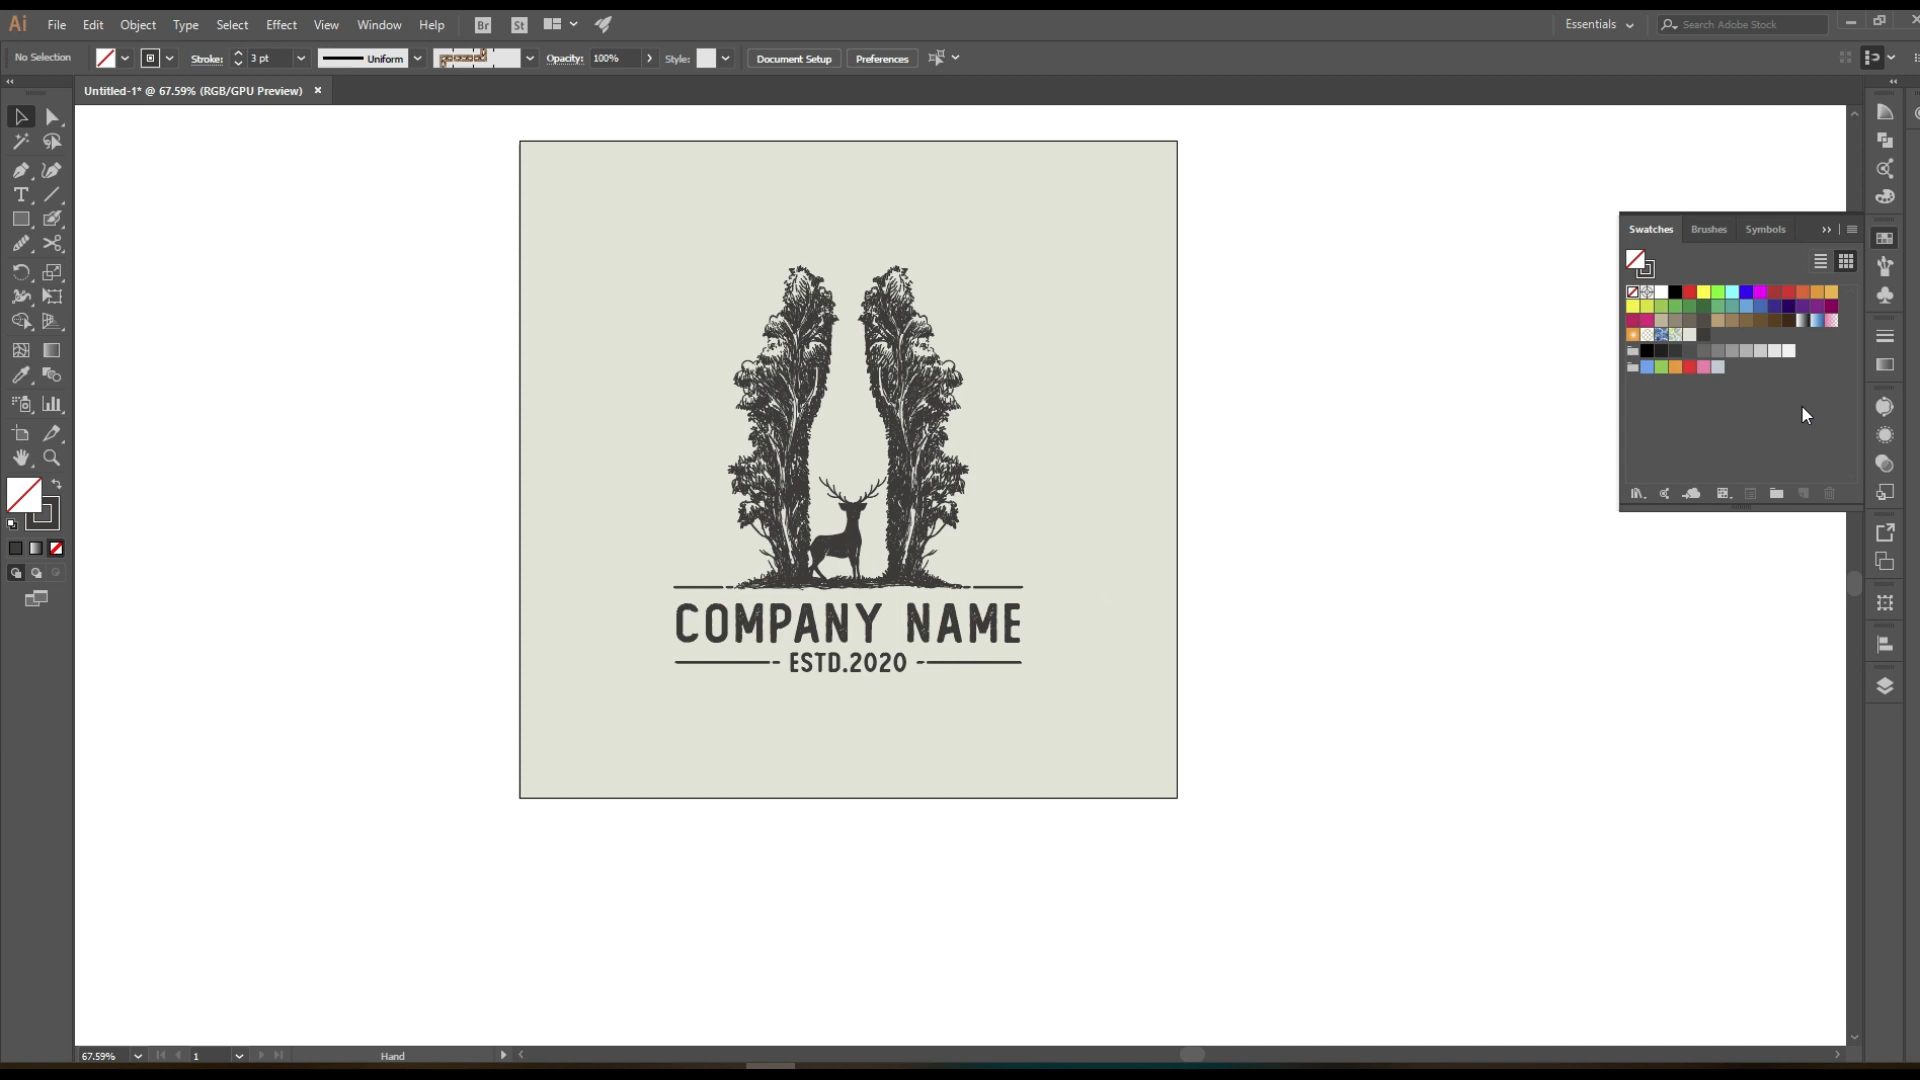 Ai File Edit Object Type Select Effect View Window Help Br St Essentials Search Adobe Stock
No Selection Stroke: 3 pt Uniform Opacity: 100% Style: Document Setup Preferences
Untitled-1* @ 67.59% (RGB/GPU Preview)
Swatches Brushes Symbols
COMPANY NAME
ESTD.2020
67.59% 1 Hand